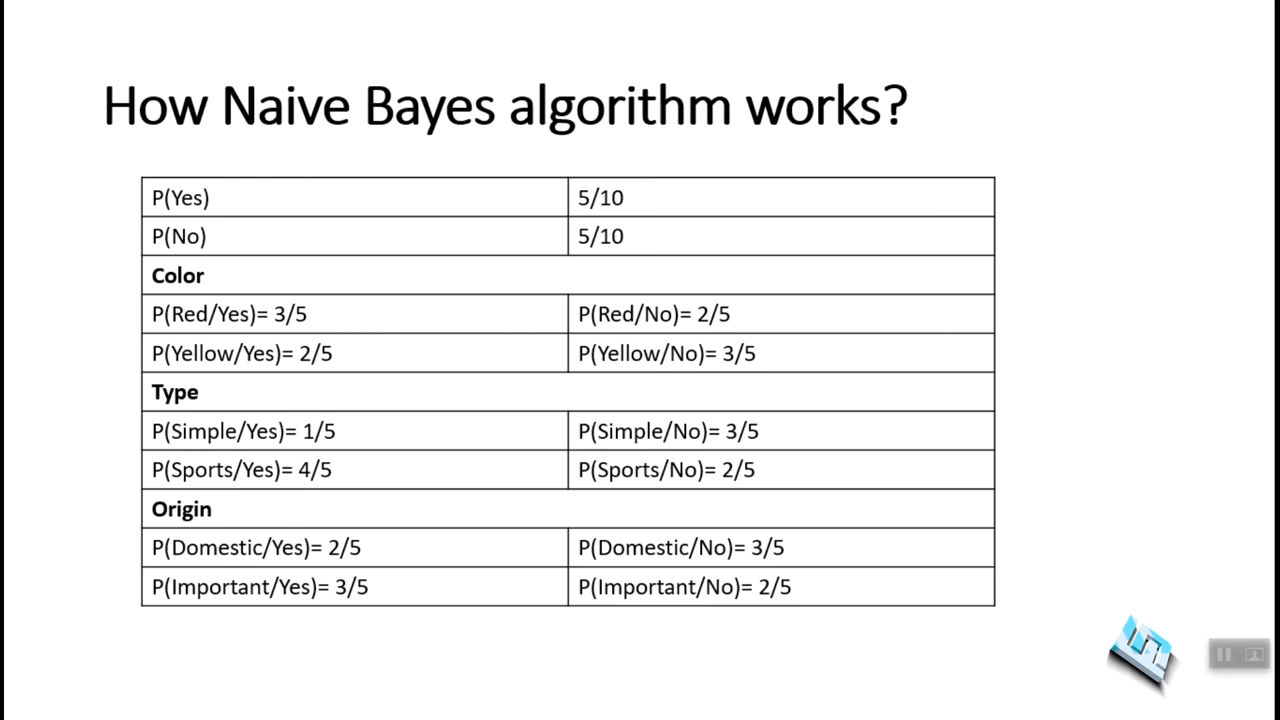 How Naive Bayes algorithm works?
P(Yes) 5/10
P(No) 5/10
Color
P(Red/Yes)= 3/5 P(Red/No)= 2/5
P(Yellow/Yes)= 2/5 P(Yellow/No)= 3/5
Type
P(Simple/Yes)= 1/5 P(Simple/No)= 3/5
P(Sports/Yes)= 4/5 P(Sports/No)= 2/5
Origin
P(Domestic/Yes)= 2/5 P(Domestic/No)= 3/5
P(Important/Yes)= 3/5 P(Important/No)= 2/5